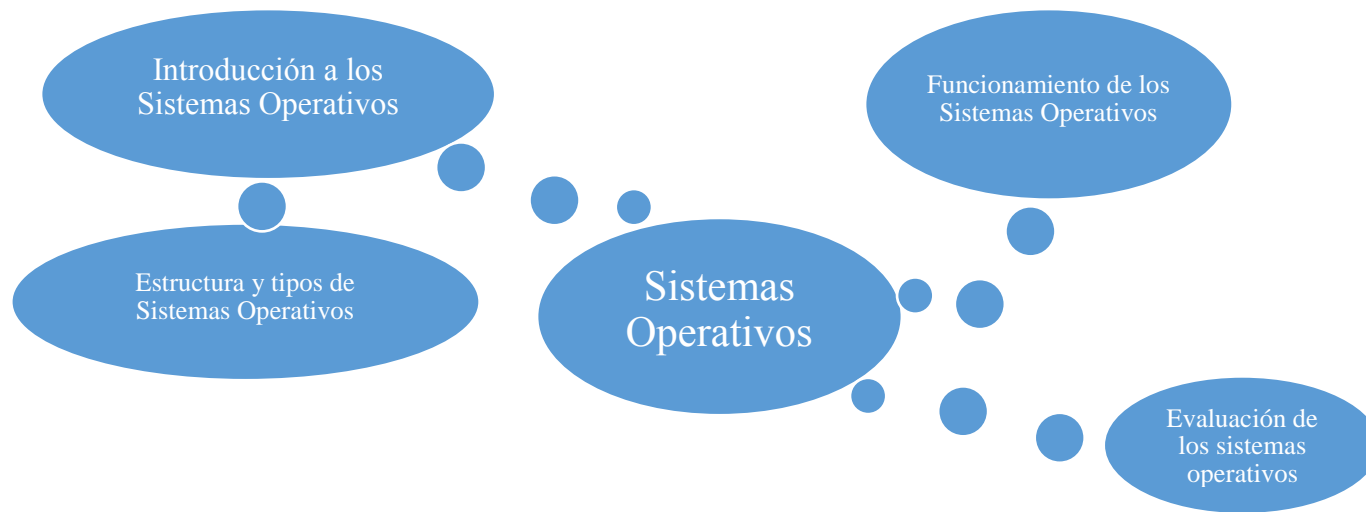 Introducción a los
Sistemas Operativos
Funcionamiento de los
Sistemas Operativos
Estructura y tipos de
Sistemas Operativos
Sistemas
Operativos
Evaluación de
los sistemas
operativos